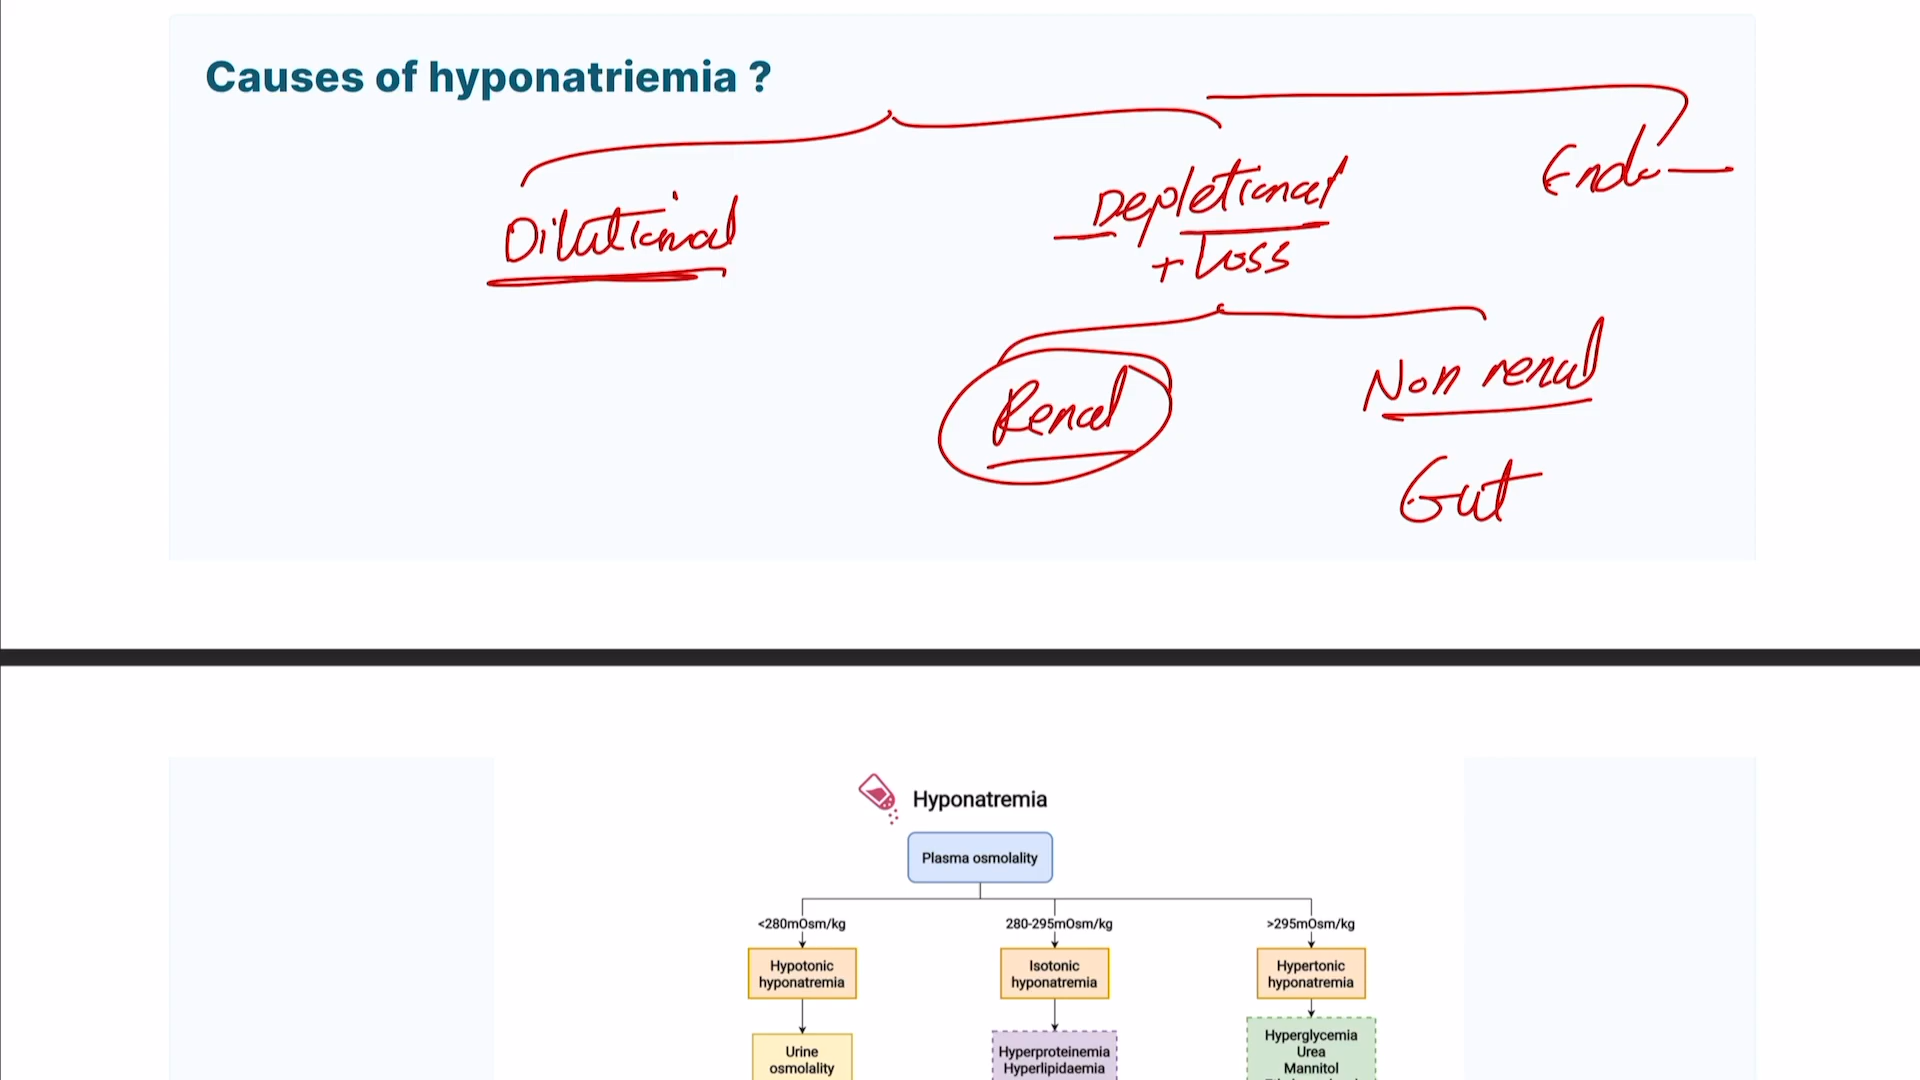 Causes of hyponatriemia ?
Dilutional
Depletional
+ Loss
Endo
Renal
Non renal
Gut
Hyponatremia
Plasma osmolality
<280mOsm/kg
280-295mOsm/kg
>295mOsm/kg
Hypotonic
hyponatremia
Isotonic
hyponatremia
Hypertonic
hyponatremia
Urine
osmolality
Hyperproteinemia
Hyperlipidaemia
Hyperglycemia
Urea
Mannitol